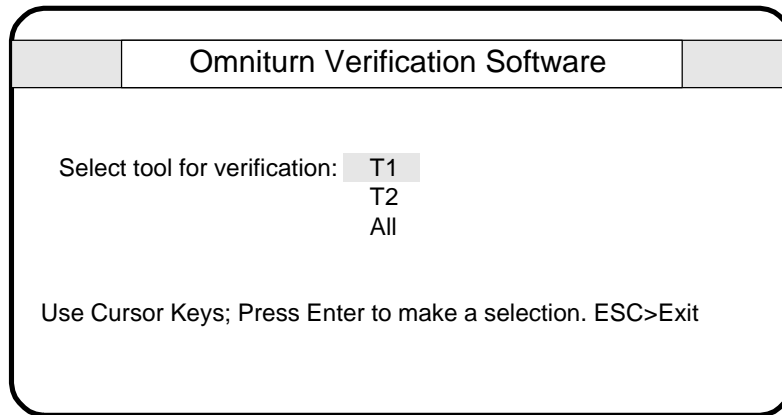 Omniturn Verification Software
Select tool for verification: T1
T2
All
Use Cursor Keys; Press Enter to make a selection. ESC>Exit